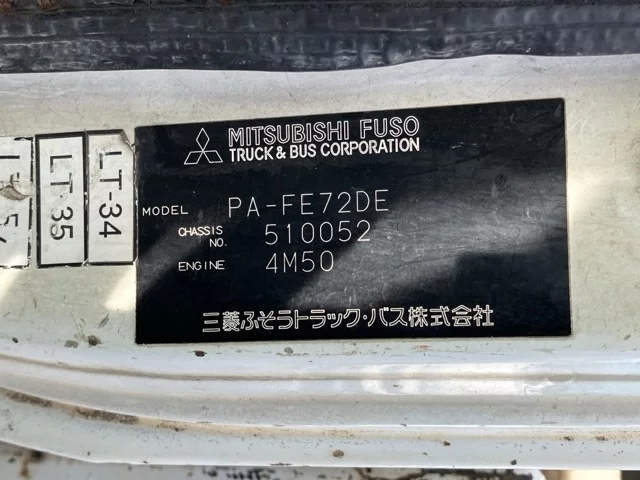 MITSUBISHI FUSO
TRUCK & BUS CORPORATION
MODEL PA-FE72DE
CHASSIS NO. 510052
ENGINE 4M50
三菱ふそうトラック・バス株式会社
LT-34
LT-35